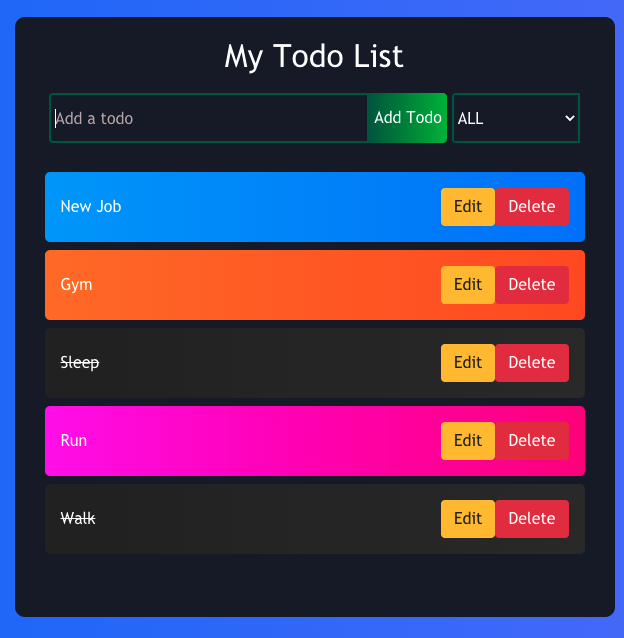 My Todo List
Add a todo Add Todo ALL
New Job Edit Delete
Gym Edit Delete
Sleep Edit Delete
Run Edit Delete
Walk Edit Delete